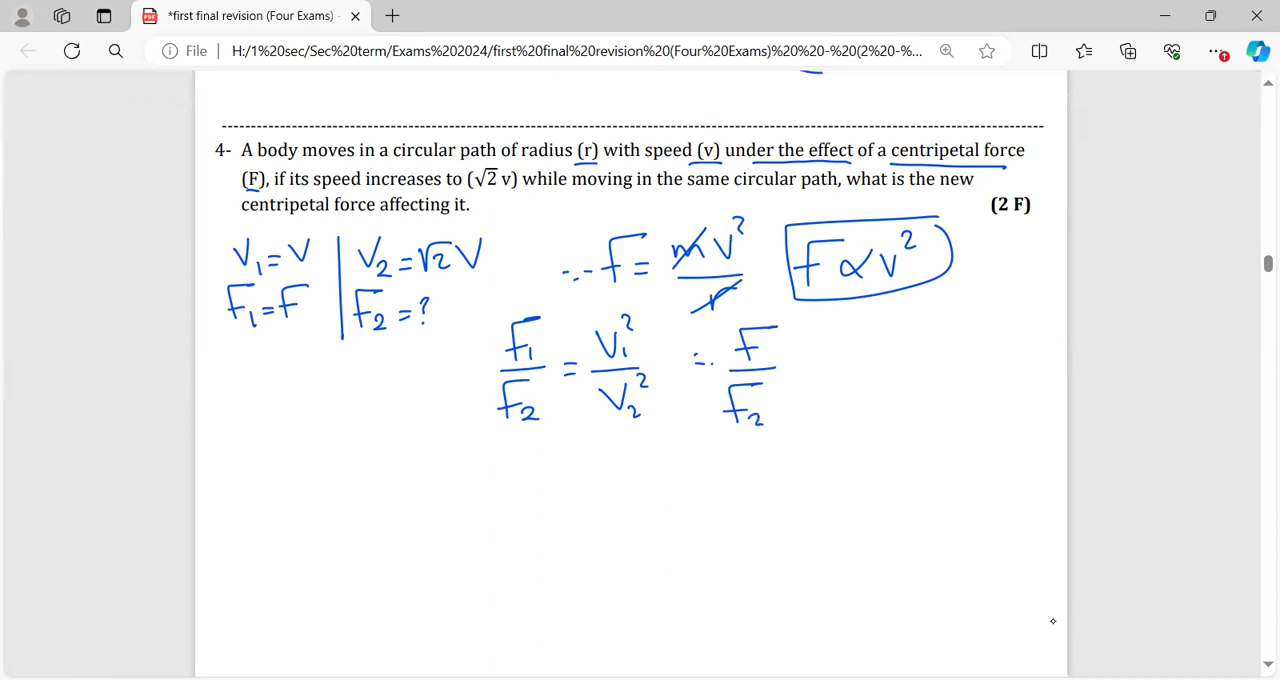 *first final revision (Four Exams) -
File H:/1%20sec/Sec%20term/Exams%202024/first%20final%20revision%20(Four%20Exams)%20%20-%20(2%20-%...
4- A body moves in a circular path of radius (r) with speed (v) under the effect of a centripetal force
(F), if its speed increases to (√2 v) while moving in the same circular path, what is the new
centripetal force affecting it. (2 F)
V₁ = V | V₂ = √2 V ∵ F = mv²/r F ∝ v²
F₁ = F | F₂ = ?
F₁/F₂ = V₁²/V₂² ∴ F/F₂